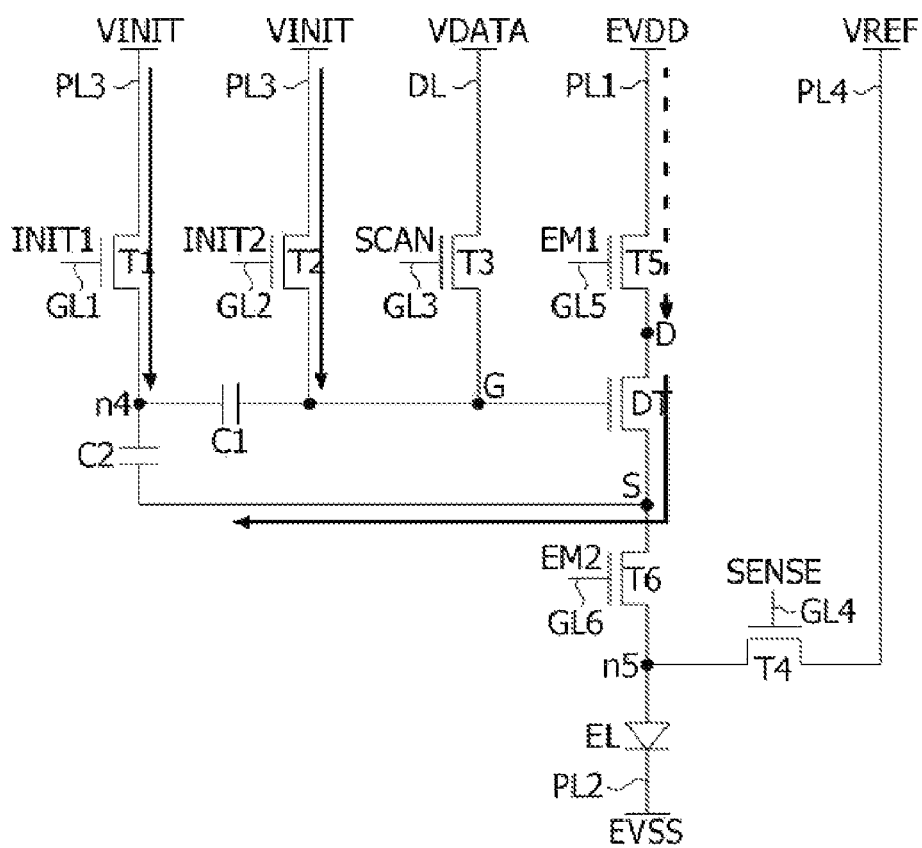 VINIT VINIT VDATA EVDD VREF
PL3 PL3 DL PL1 PL4
INIT1 T1 INIT2 T2 SCAN T3 EM1 T5
GL1 GL2 GL3 GL5
D
n4 C1 G DT
C2
S
EM2 T6 SENSE
GL6 GL4
n5 T4
EL
PL2
EVSS